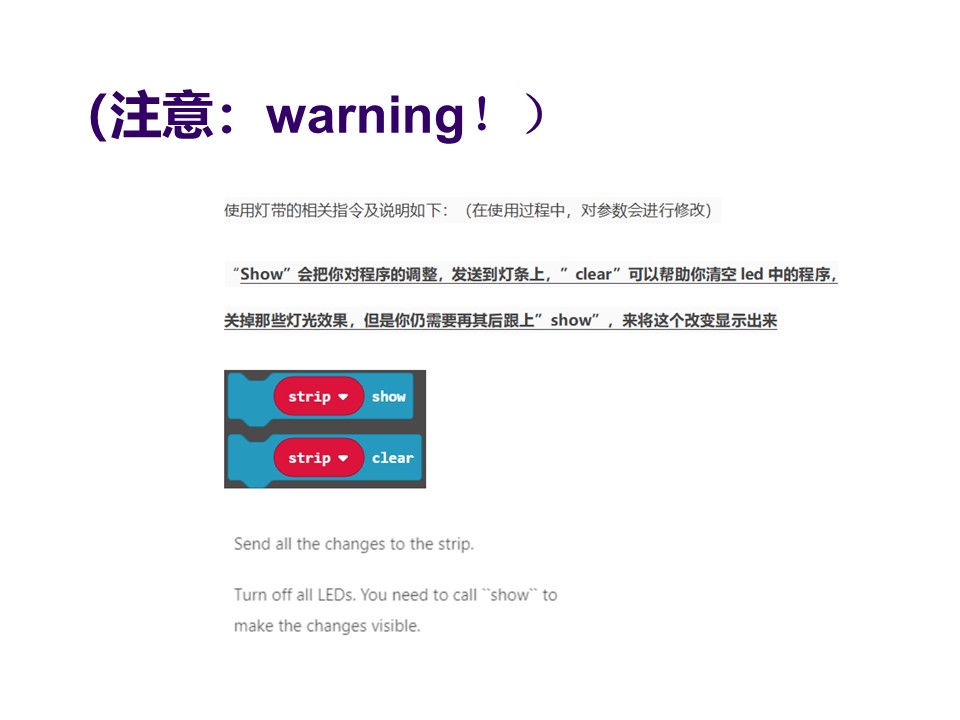 (注意：warning！）
使用灯带的相关指令及说明如下：（在使用过程中，对参数会进行修改）
“Show”会把你对程序的调整，发送到灯条上，”clear”可以帮助你清空 led 中的程序，
关掉那些灯光效果，但是你仍需要再其后跟上”show”，来将这个改变显示出来
strip show
strip clear
Send all the changes to the strip.
Turn off all LEDs. You need to call ``show`` to
make the changes visible.